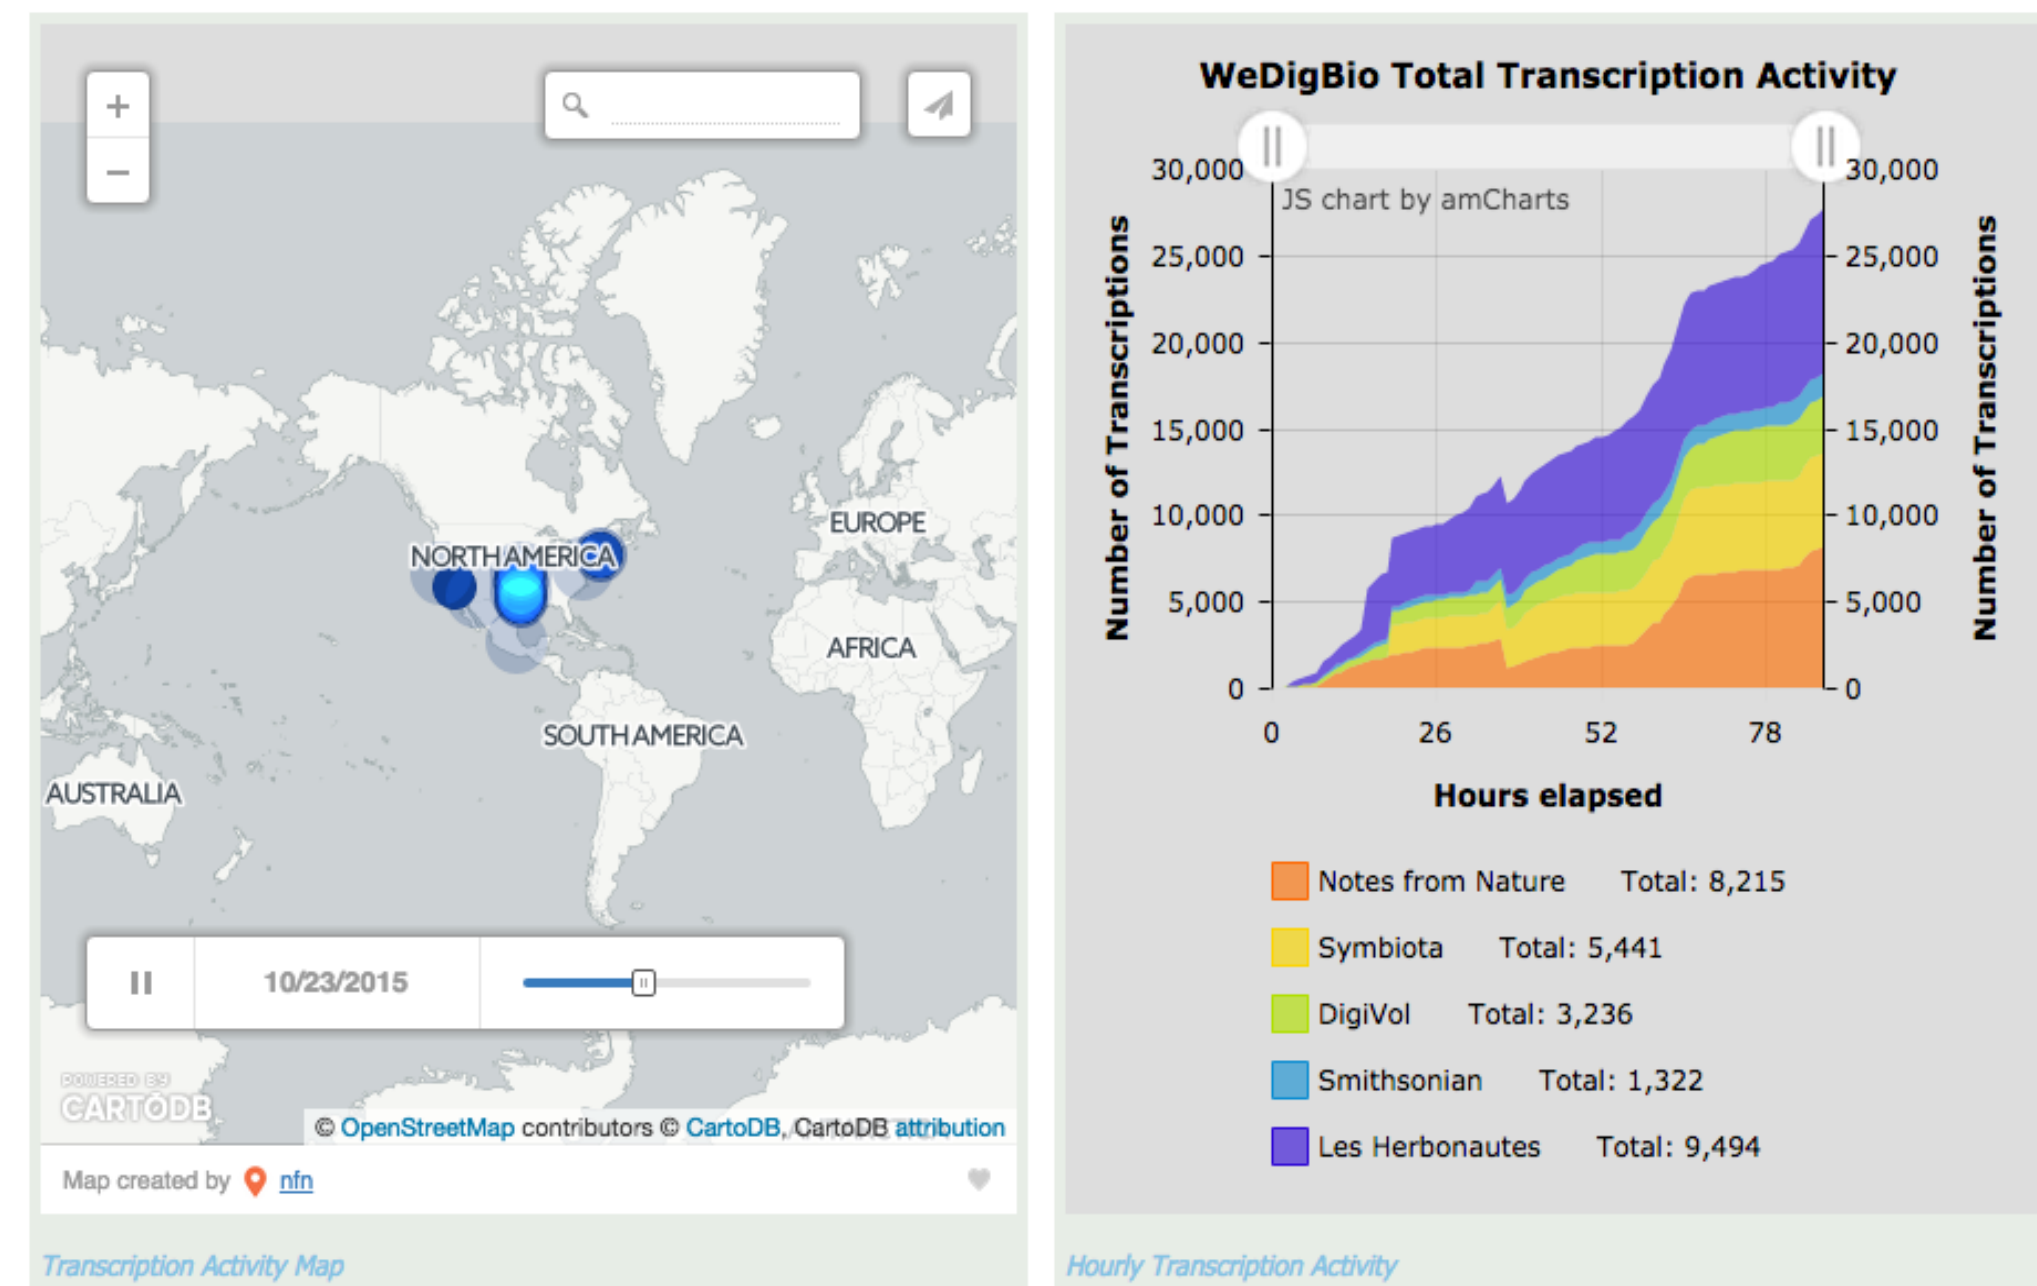 +
−
10/23/2015
NORTH AMERICA
EUROPE
AFRICA
SOUTH AMERICA
AUSTRALIA
POWERED BY
CARTODB
© OpenStreetMap contributors © CartoDB, CartoDB attribution
Map created by nfn
Transcription Activity Map
WeDigBio Total Transcription Activity
JS chart by amCharts
Number of Transcriptions
30,000
25,000
20,000
15,000
10,000
5,000
0
30,000
25,000
20,000
15,000
10,000
5,000
0
Number of Transcriptions
0 26 52 78
Hours elapsed
Notes from Nature Total: 8,215
Symbiota Total: 5,441
DigiVol Total: 3,236
Smithsonian Total: 1,322
Les Herbonautes Total: 9,494
Hourly Transcription Activity